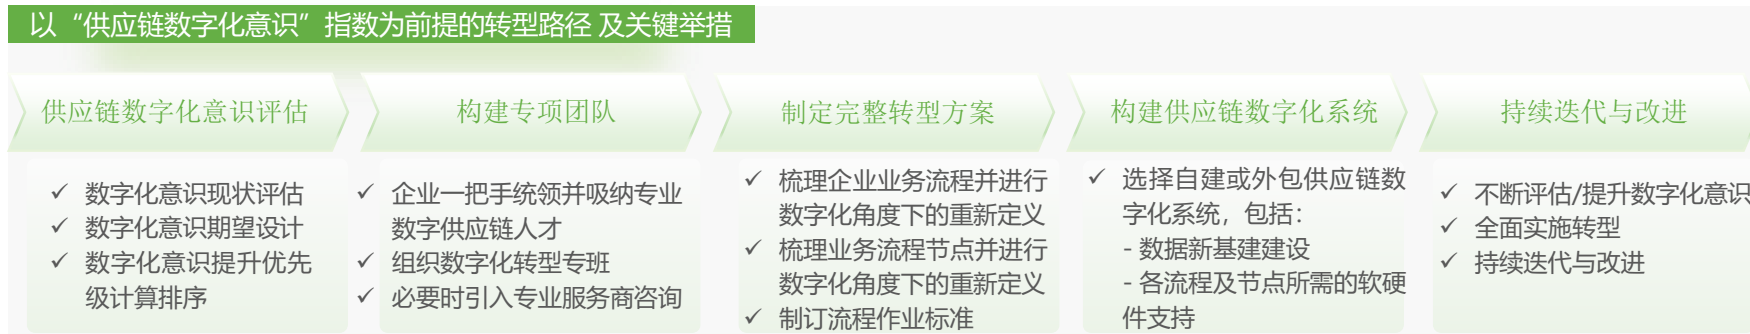 以“供应链数字化意识”指数为前提的转型路径 及关键举措
供应链数字化意识评估
✓ 数字化意识现状评估
✓ 数字化意识期望设计
✓ 数字化意识提升优先
级计算排序
构建专项团队
✓ 企业一把手统领并吸纳专业
数字供应链人才
✓ 组织数字化转型专班
✓ 必要时引入专业服务商咨询
制定完整转型方案
✓ 梳理企业业务流程并进行
数字化角度下的重新定义
✓ 梳理业务流程节点并进行
数字化角度下的重新定义
✓ 制订流程作业标准
构建供应链数字化系统
✓ 选择自建或外包供应链数
字化系统，包括：
- 数据新基建建设
- 各流程及节点所需的软硬
件支持
持续迭代与改进
✓ 不断评估/提升数字化意识
✓ 全面实施转型
✓ 持续迭代与改进